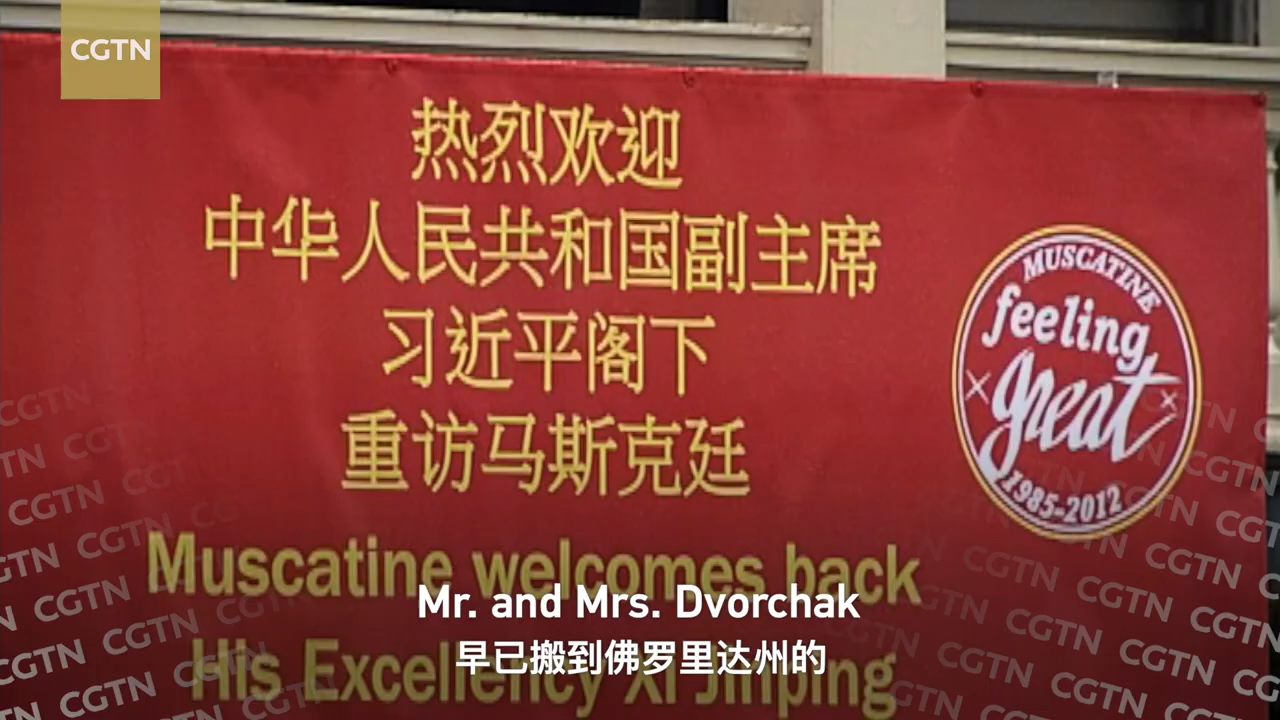 CGTN
热烈欢迎
中华人民共和国副主席
习近平阁下
重访马斯克廷
MUSCATINE
feeling
great
1985-2012
Muscatine welcomes back
His Excellency Xi Jinping
Mr. and Mrs. Dvorchak
早已搬到佛罗里达州的